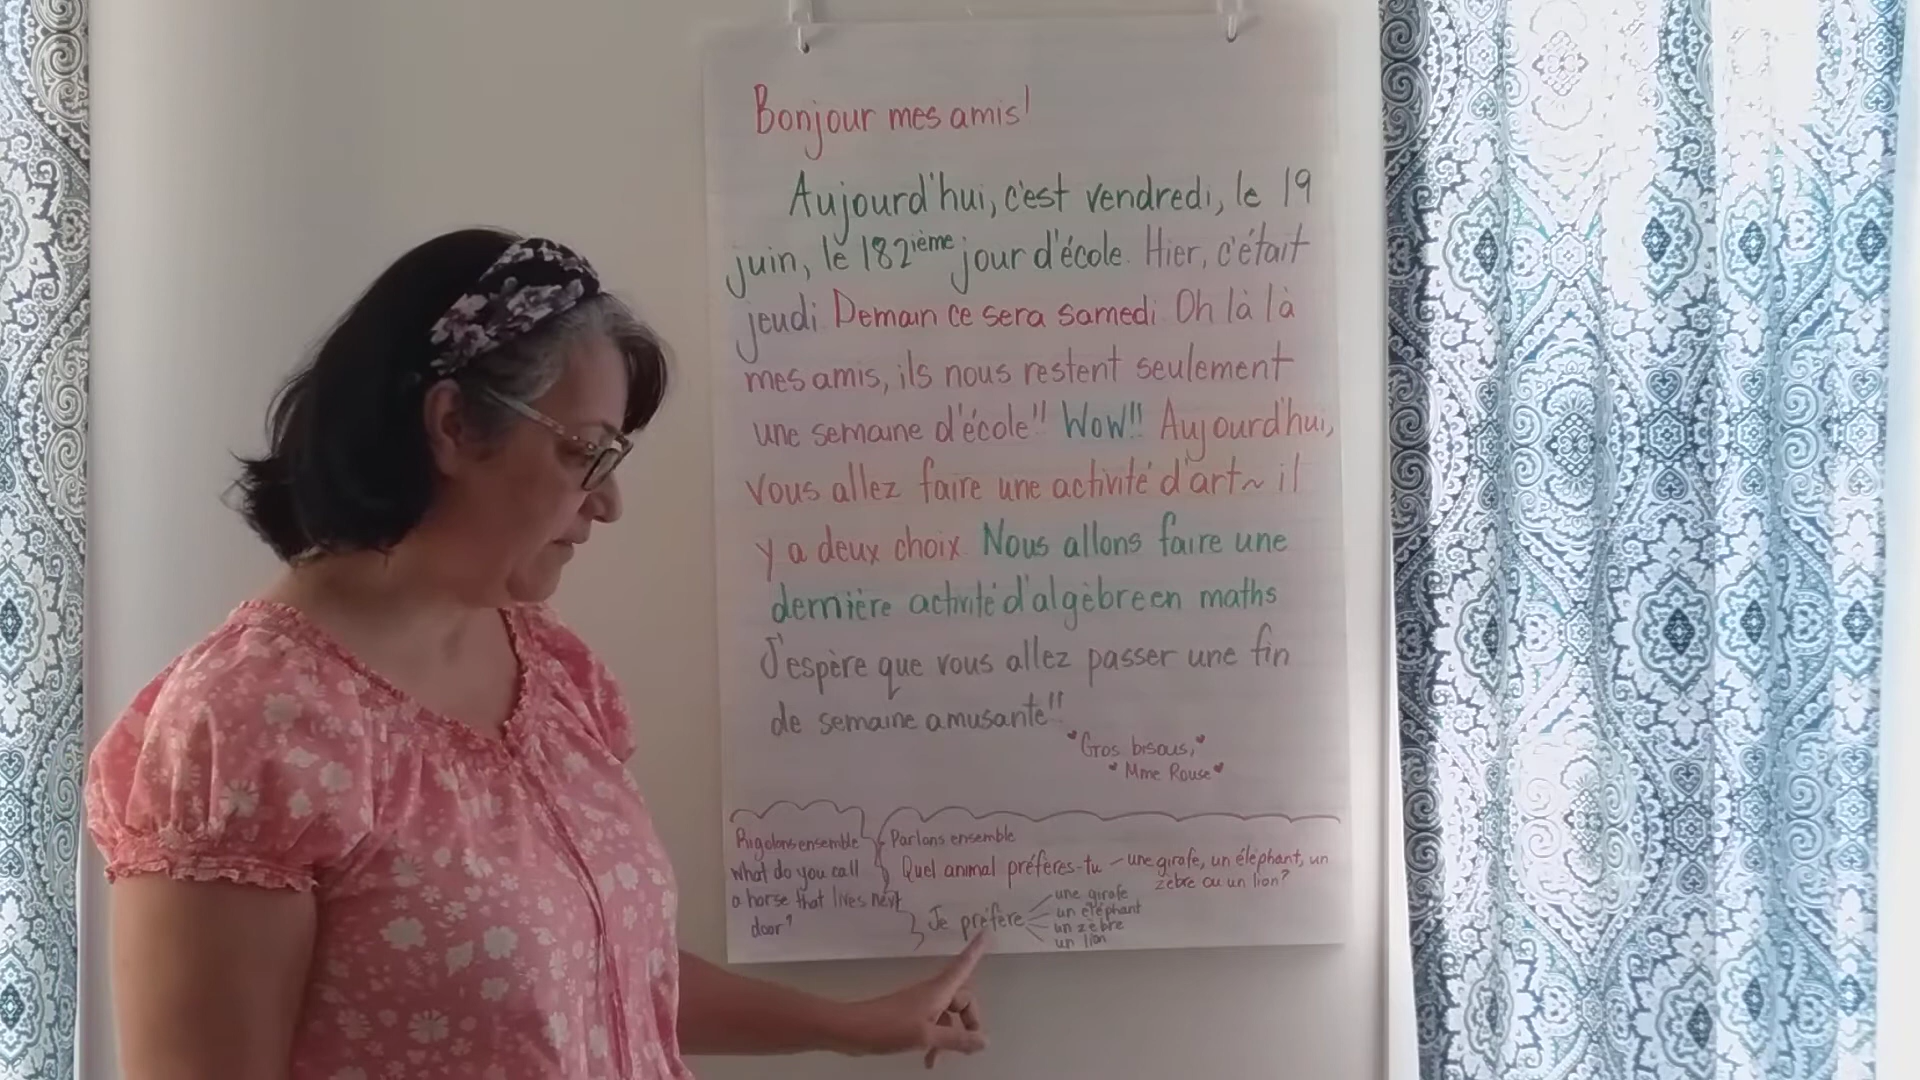 Bonjour mes amis!
Aujourd'hui, c'est vendredi, le 19
juin, le 182ième jour d'école. Hier, c'était
jeudi. Demain ce sera samedi. Oh là là
mes amis, ils nous restent seulement
une semaine d'école!! Wow!! Aujourd'hui,
vous allez faire une activité d'art~ il
y a deux choix. Nous allons faire une
dernière activité d'algèbre en maths
J'espère que vous allez passer une fin
de semaine amusante!!
Gros bisous,
Mme Rouse
Rigolons ensemble
What do you call
a horse that lives next
door?
Parlons ensemble
Quel animal préfères-tu — une girafe, un éléphant, un
zèbre ou un lion?
Je préfère
une girafe
un éléphant
un zèbre
un lion